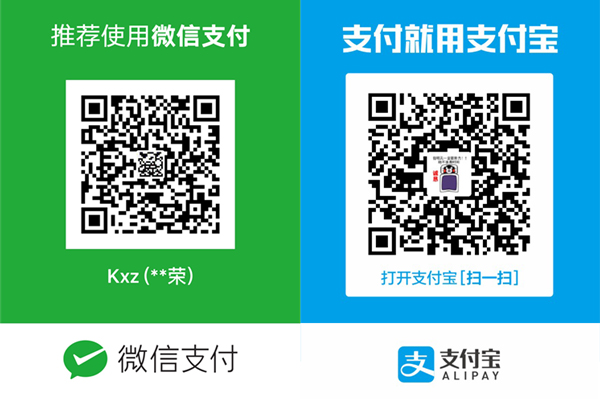 推荐使用微信支付
Kxz (**荣)
微信支付
支付就用支付宝
打开支付宝[扫一扫]
支付宝
ALIPAY